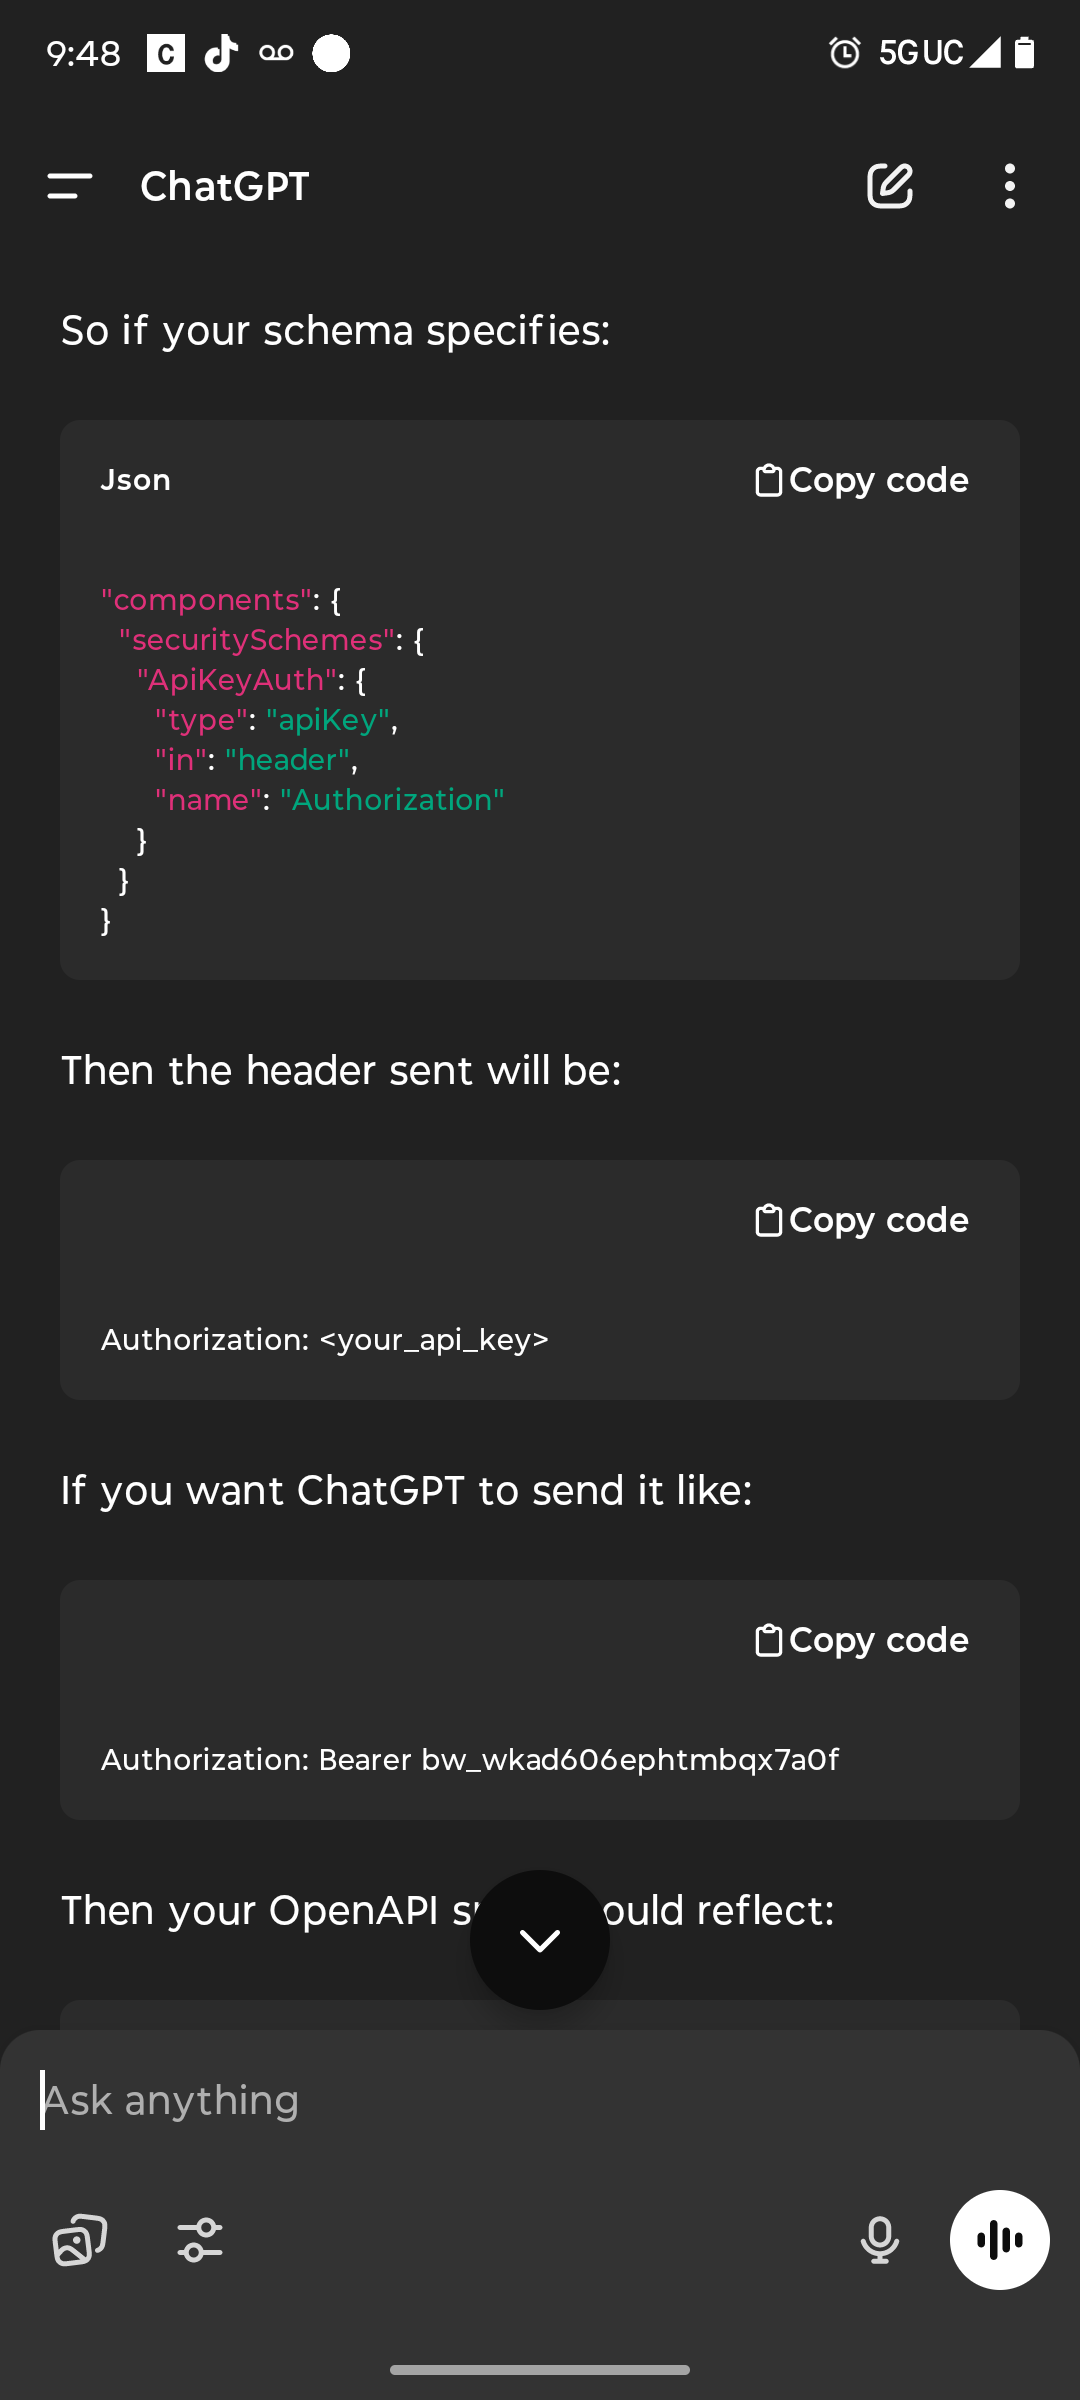 9:48 C 5G UC
ChatGPT
So if your schema specifies:
Json Copy code
"components": {
"securitySchemes": {
"ApiKeyAuth": {
"type": "apiKey",
"in": "header",
"name": "Authorization"
}
}
}
Then the header sent will be:
Copy code
Authorization: <your_api_key>
If you want ChatGPT to send it like:
Copy code
Authorization: Bearer bw_wkad606ephtmbqx7a0f
Then your OpenAPI reflect:
Ask anything